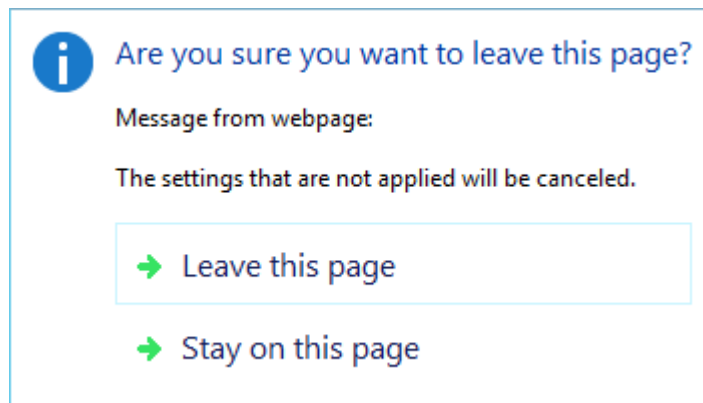 Are you sure you want to leave this page?
Message from webpage:
The settings that are not applied will be canceled.
Leave this page
Stay on this page